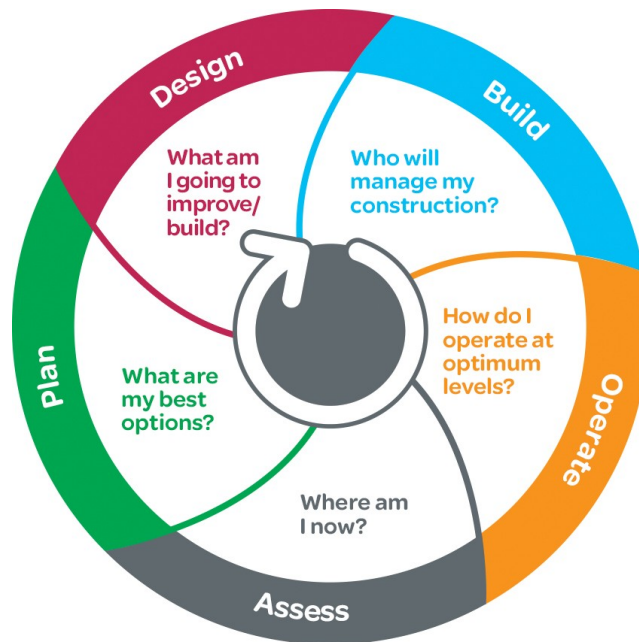 Design
What am
I going to
improve/
build?
Build
Who will
manage my
construction?
Operate
How do I
operate at
optimum
levels?
Assess
Where am
I now?
Plan
What are
my best
options?